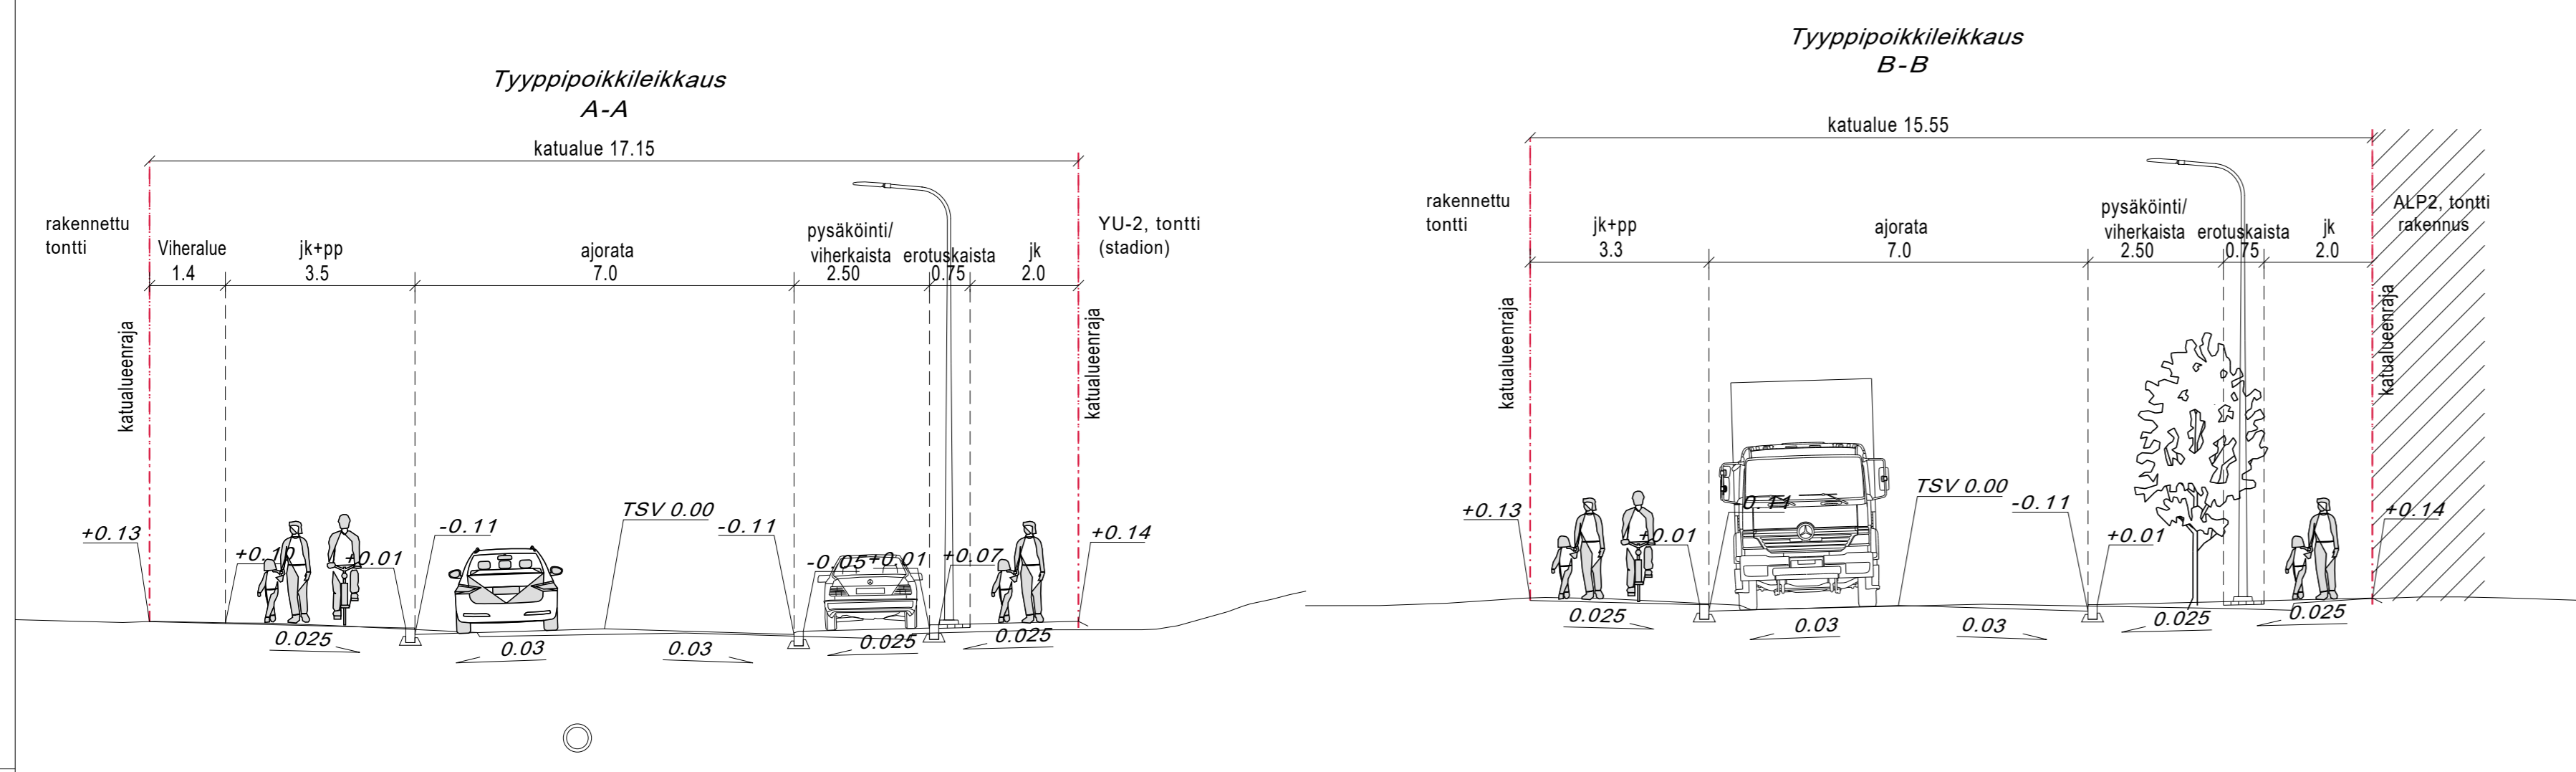 Tyyppipoikkileikkaus
A-A
katualue 17.15
rakennettu
tontti
Viheralue
1.4
jk+pp
3.5
ajorata
7.0
pysäköinti/
viherkaista
2.50
erotuskaista
0.75
jk
2.0
YU-2, tontti
(stadion)
katualueenraja
katualueenraja
+0.13
+0.10
+0.01
-0.11
TSV 0.00
-0.11
-0.05
+0.01
+0.07
+0.14
0.025
0.03
0.03
0.025
0.025
Tyyppipoikkileikkaus
B-B
katualue 15.55
rakennettu
tontti
jk+pp
3.3
ajorata
7.0
pysäköinti/
viherkaista
2.50
erotuskaista
0.75
jk
2.0
ALP2, tontti
rakennus
katualueenraja
katualueenraja
+0.13
+0.01
-0.11
TSV 0.00
-0.11
+0.01
+0.14
0.025
0.03
0.03
0.025
0.025